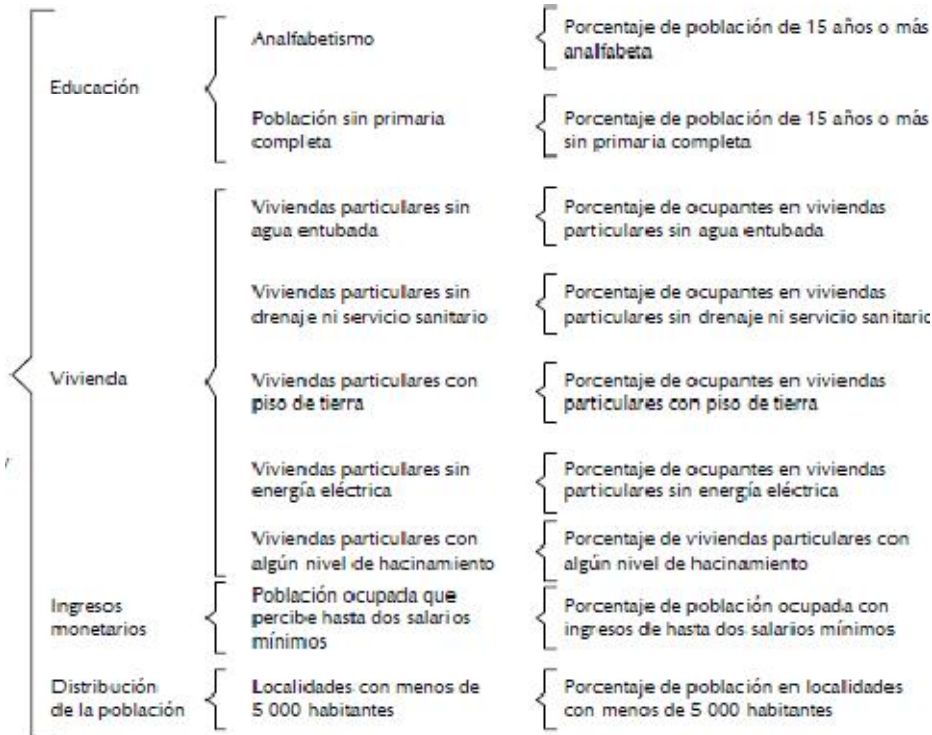 Educación
Analfabetismo
Porcentaje de población de 15 años o más
analfabeta
Población sin primaria
completa
Porcentaje de población de 15 años o más
sin primaria completa
Vivienda
Viviendas particulares sin
agua entubada
Porcentaje de ocupantes en viviendas
particulares sin agua entubada
Viviendas particulares sin
drenaje ni servicio sanitario
Porcentaje de ocupantes en viviendas
particulares sin drenaje ni servicio sanitario
Viviendas particulares con
piso de tierra
Porcentaje de ocupantes en viviendas
particulares con piso de tierra
Viviendas particulares sin
energía eléctrica
Porcentaje de ocupantes en viviendas
particulares sin energía eléctrica
Viviendas particulares con
algún nivel de hacinamiento
Porcentaje de viviendas particulares con
algún nivel de hacinamiento
Ingresos
monetarios
Población ocupada que
percibe hasta dos salarios
mínimos
Porcentaje de población ocupada con
ingresos de hasta dos salarios mínimos
Distribución
de la población
Localidades con menos de
5 000 habitantes
Porcentaje de población en localidades
con menos de 5 000 habitantes